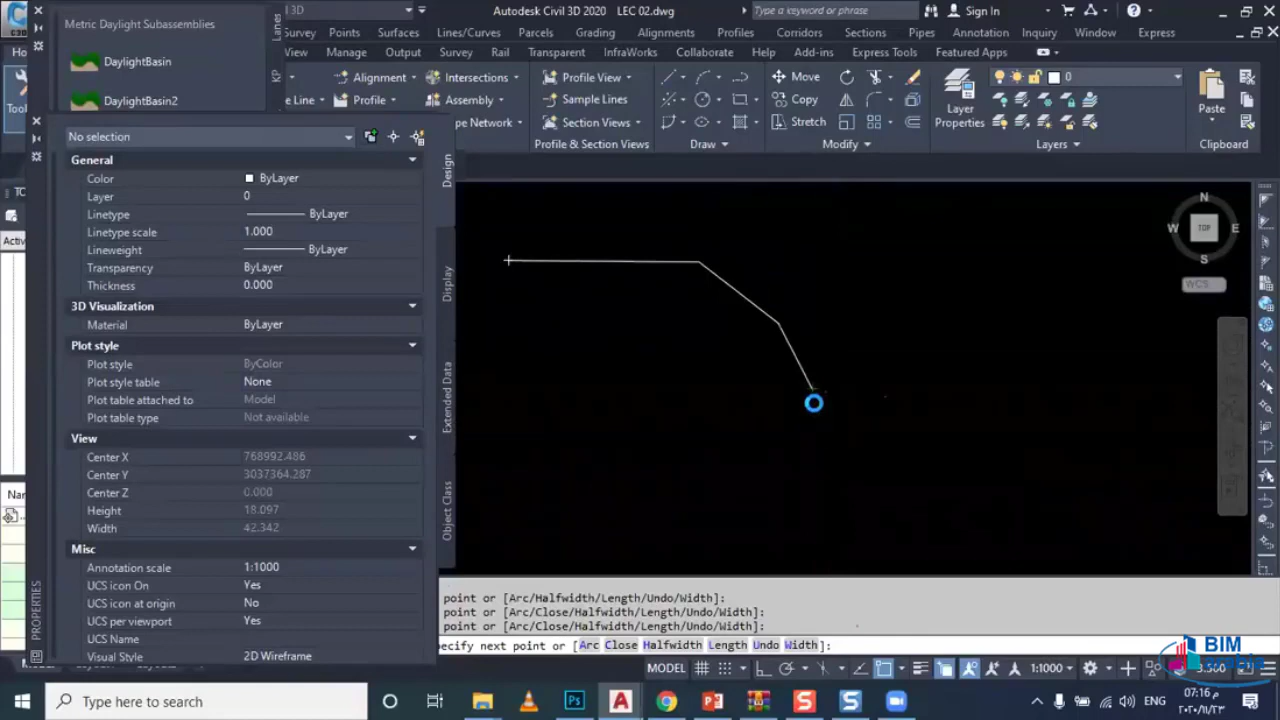 Metric Daylight Subassemblies
DaylightBasin
DaylightBasin2
Lanes
3D
Autodesk Civil 3D 2020 LEC 02.dwg
Type a keyword or phrase
Sign In
Points Surfaces Lines/Curves Parcels Grading Alignments Profiles Corridors Sections Pipes Annotation Inquiry Window Express
View Manage Output Survey Rail Transparent InfraWorks Collaborate Help Add-ins Express Tools Featured Apps
Alignment
Intersections
Profile View
Move
0
Profile
Assembly
Sample Lines
Copy
Section Views
Stretch
Layer Properties
Paste
Profile & Section Views
Draw
Modify
Layers
Clipboard
No selection
General
Color ByLayer
Layer 0
Linetype ByLayer
Linetype scale 1.000
Lineweight ByLayer
Transparency ByLayer
Thickness 0.000
3D Visualization
Material ByLayer
Plot style
Plot style ByColor
Plot style table None
Plot table attached to Model
Plot table type Not available
View
Center X 768992.486
Center Y 3037364.287
Center Z 0.000
Height 18.097
Width 42.342
Misc
Annotation scale 1:1000
UCS icon On Yes
UCS icon at origin No
UCS per viewport Yes
UCS Name
Visual Style 2D Wireframe
Design
Display
Extended Data
Object Class
PROPERTIES
N
W TOP E
S
WCS
point or [Arc/Halfwidth/Length/Undo/Width]:
point or [Arc/Close/Halfwidth/Length/Undo/Width]:
point or [Arc/Close/Halfwidth/Length/Undo/Width]:
ecify next point or [Arc Close Halfwidth Length Undo Width]:
MODEL
1:1000
3.500
BIM
arabia
Type here to search
ENG
07:16 م
٢٠٢٠/١١/٢٣